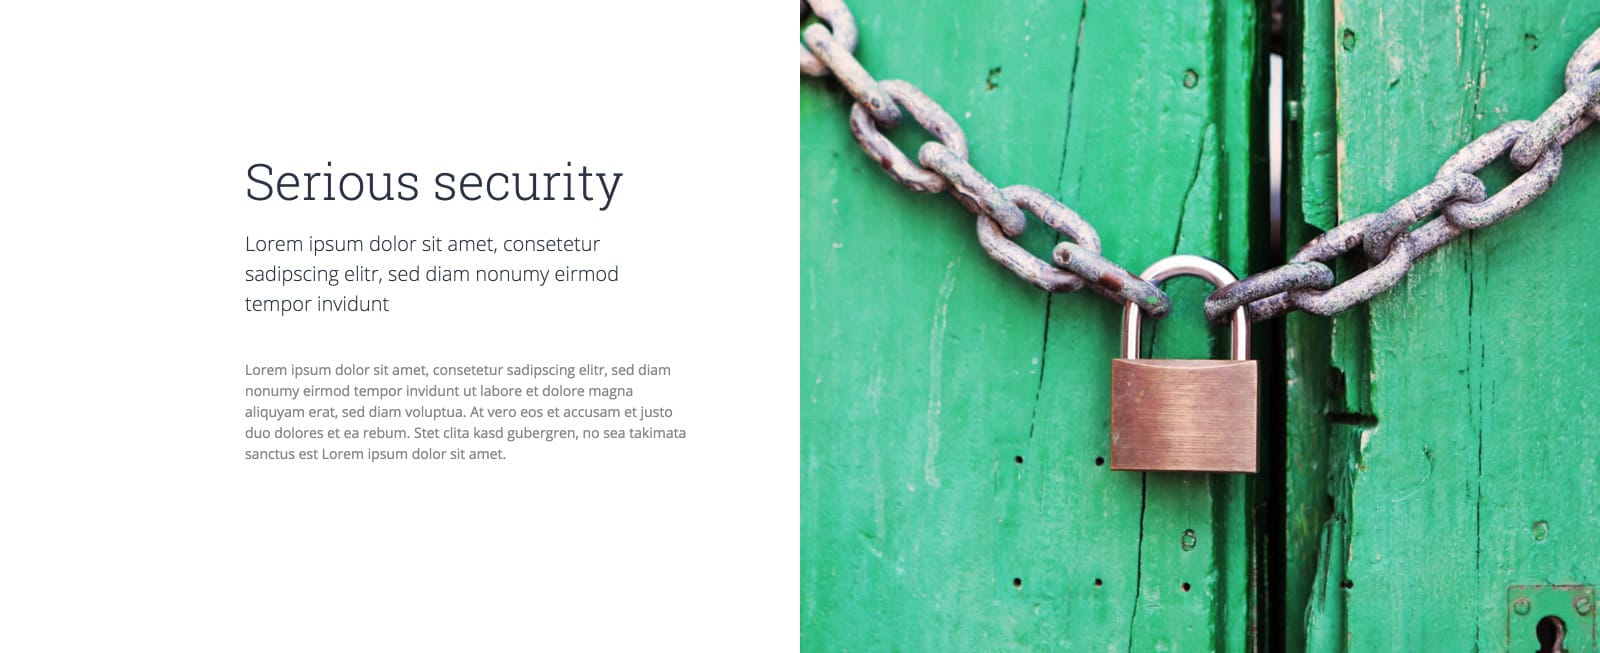 Serious security
Lorem ipsum dolor sit amet, consetetur
sadipscing elitr, sed diam nonumy eirmod
tempor invidunt
Lorem ipsum dolor sit amet, consetetur sadipscing elitr, sed diam
nonumy eirmod tempor invidunt ut labore et dolore magna
aliquyam erat, sed diam voluptua. At vero eos et accusam et justo
duo dolores et ea rebum. Stet clita kasd gubergren, no sea takimata
sanctus est Lorem ipsum dolor sit amet.